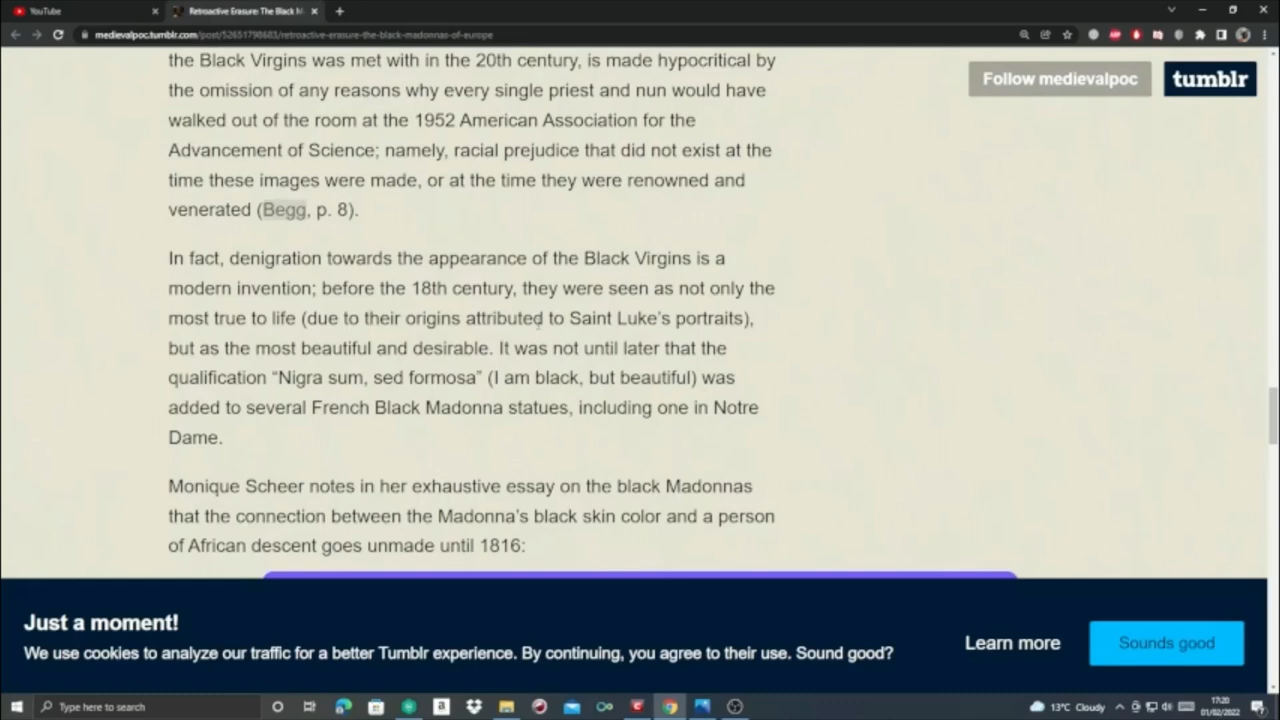 YouTube
Retroactive Erasure: The Black M
medievalpoc.tumblr.com/post/52651798683/retroactive-erasure-the-black-madonnas-of-europe
Follow medievalpoc
tumblr
the Black Virgins was met with in the 20th century, is made hypocritical by
the omission of any reasons why every single priest and nun would have
walked out of the room at the 1952 American Association for the
Advancement of Science; namely, racial prejudice that did not exist at the
time these images were made, or at the time they were renowned and
venerated (Begg, p. 8).
In fact, denigration towards the appearance of the Black Virgins is a
modern invention; before the 18th century, they were seen as not only the
most true to life (due to their origins attributed to Saint Luke's portraits),
but as the most beautiful and desirable. It was not until later that the
qualification “Nigra sum, sed formosa” (I am black, but beautiful) was
added to several French Black Madonna statues, including one in Notre
Dame.
Monique Scheer notes in her exhaustive essay on the black Madonnas
that the connection between the Madonna's black skin color and a person
of African descent goes unmade until 1816:
Just a moment!
We use cookies to analyze our traffic for a better Tumblr experience. By continuing, you agree to their use. Sound good?
Learn more
Sounds good
Type here to search
13°C Cloudy
17:20
01/02/2022